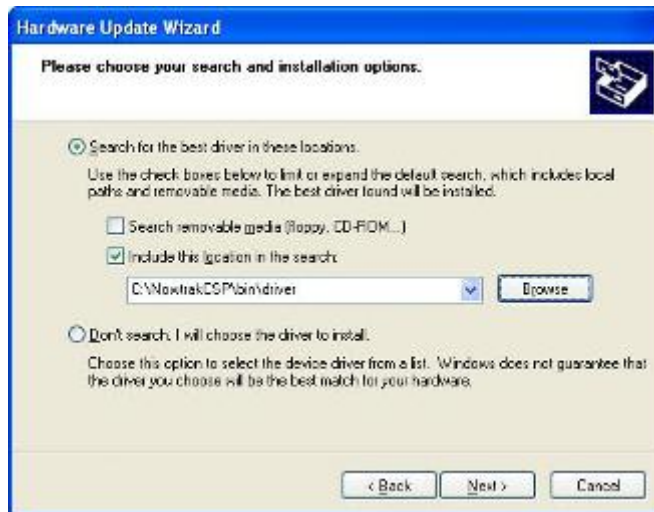 Hardware Update Wizard
Please choose your search and installation options.
Search for the best driver in these locations.
Use the check boxes below to limit or expand the default search, which includes local
paths and removable media. The best driver found will be installed.
Search removable media (floppy, CD-ROM...)
Include this location in the search:
C:\NowtrakCSP\bin\driver
Browse
Don't search. I will choose the driver to install.
Choose this option to select the device driver from a list. Windows does not guarantee that
the driver you choose will be the best match for your hardware.
< Back
Next >
Cancel